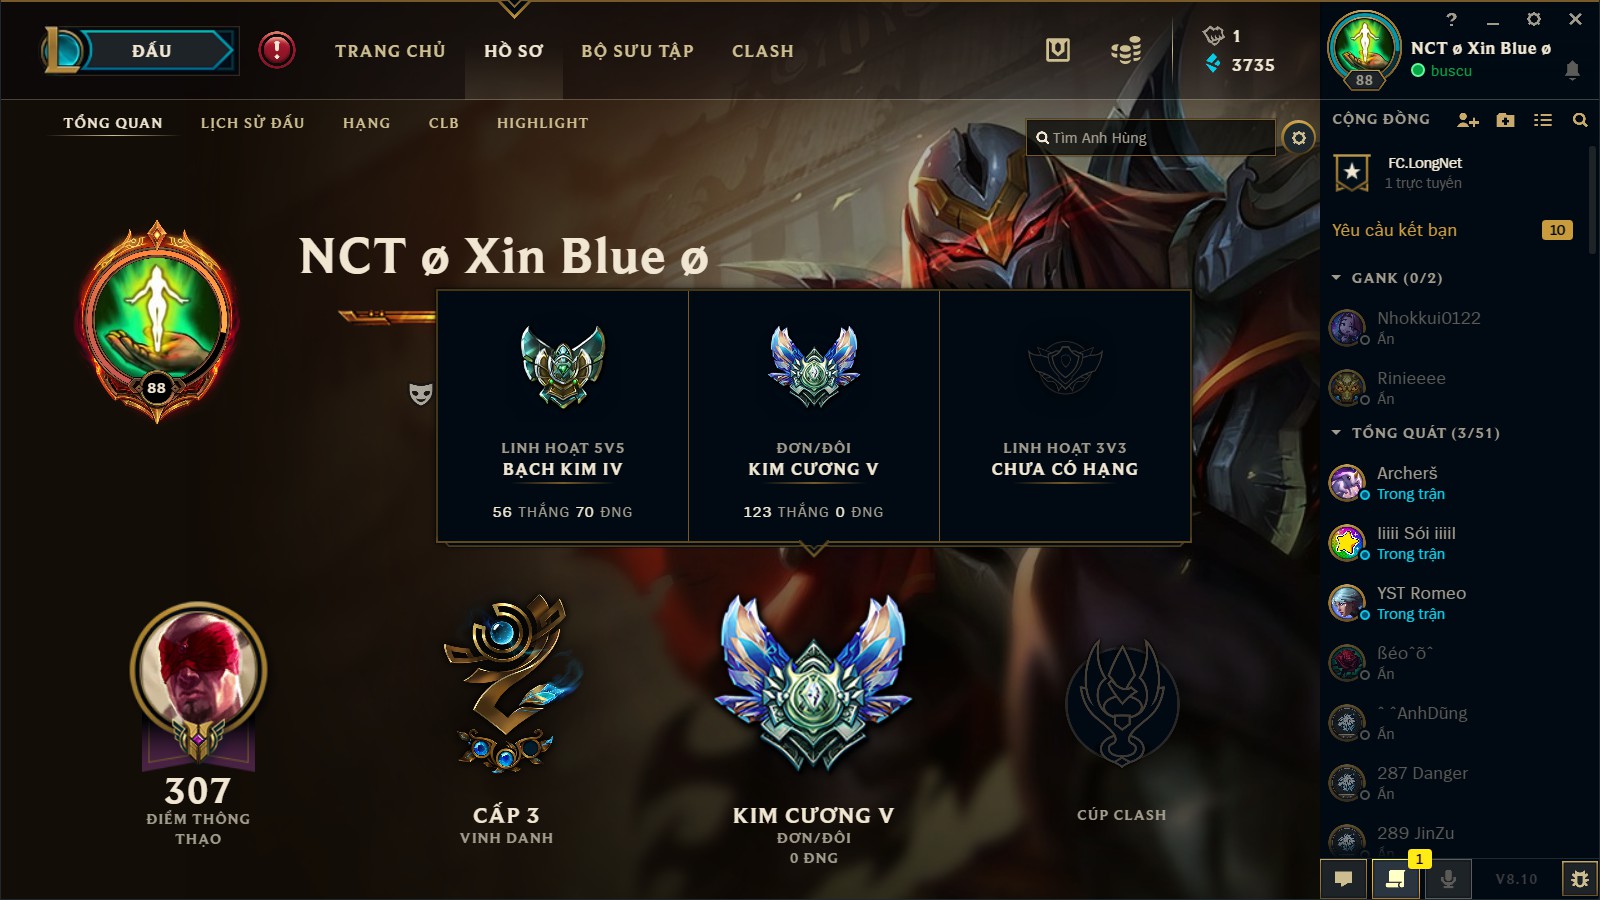 ĐẤU
TRANG CHỦ
HỒ SƠ
BỘ SƯU TẬP
CLASH
1
3735
?
NCT ø Xin Blue ø
buscu
88
TỔNG QUAN
LỊCH SỬ ĐẤU
HẠNG
CLB
HIGHLIGHT
Tìm Anh Hùng
CỘNG ĐỒNG
FC.LongNet
1 trực tuyến
Yêu cầu kết bạn
10
GANK (0/2)
Nhokkui0122
Ẩn
Rinieeee
Ẩn
TỔNG QUÁT (3/51)
Archerš
Trong trận
Iiiii Sói iiiiI
Trong trận
YST Romeo
Trong trận
ßéoˆõˆ
Ẩn
ˆ ˆAnhDũng
Ẩn
287 Danger
Ẩn
289 JinZu
Ẩn
1
V8.10
NCT ø Xin Blue ø
88
LINH HOẠT 5V5
BẠCH KIM IV
56 THẮNG 70 ĐNG
ĐƠN/ĐÔI
KIM CƯƠNG V
123 THẮNG 0 ĐNG
LINH HOẠT 3V3
CHƯA CÓ HẠNG
307
ĐIỂM THÔNG
THẠO
CẤP 3
VINH DANH
KIM CƯƠNG V
ĐƠN/ĐÔI
0 ĐNG
CÚP CLASH